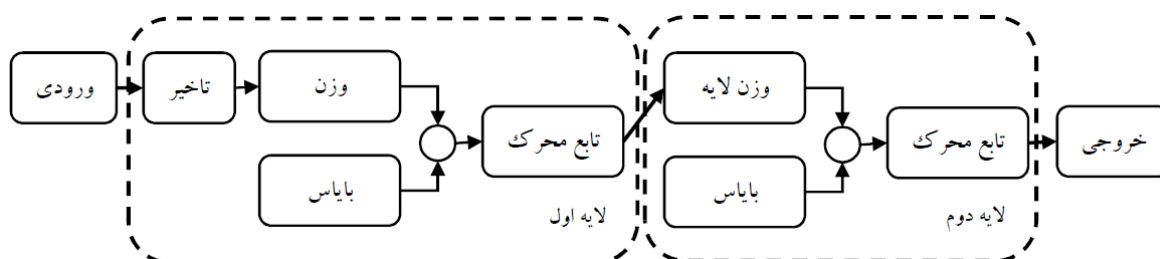 ورودی
تاخیر
وزن
بایاس
تابع محرک
لایه اول
وزن لایه
بایاس
تابع محرک
لایه دوم
خروجی